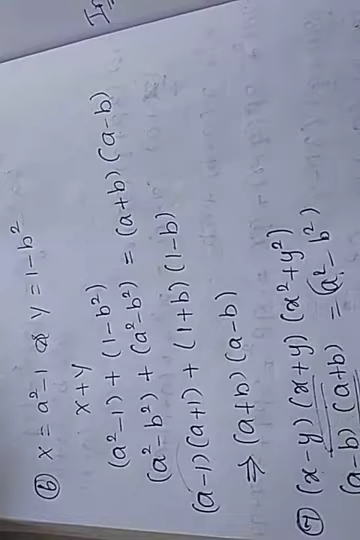 ⑥ x = a² - 1 & y = 1 - b²
x + y
(a² - 1) + (1 - b²)
(a² - b²) + (a² - b²) = (a + b) (a - b)
(a - 1) (a + 1) + (1 + b) (1 - b)
⇒ (a + b) (a - b)
⑦ (x - y) (x + y) (x² + y²)
(a - b) (a + b) = (a² - b²)